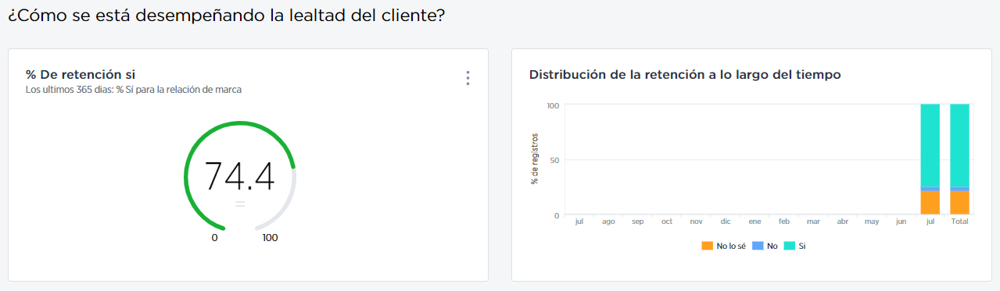 ¿Cómo se está desempeñando la lealtad del cliente?
% De retención si
Los ultimos 365 dias: % Sí para la relación de marca
74.4
=
0 100
Distribución de la retención a lo largo del tiempo
% de registros
100
50
0
jul ago sep oct nov dic ene feb mar abr may jun jul Total
No lo sé No Si